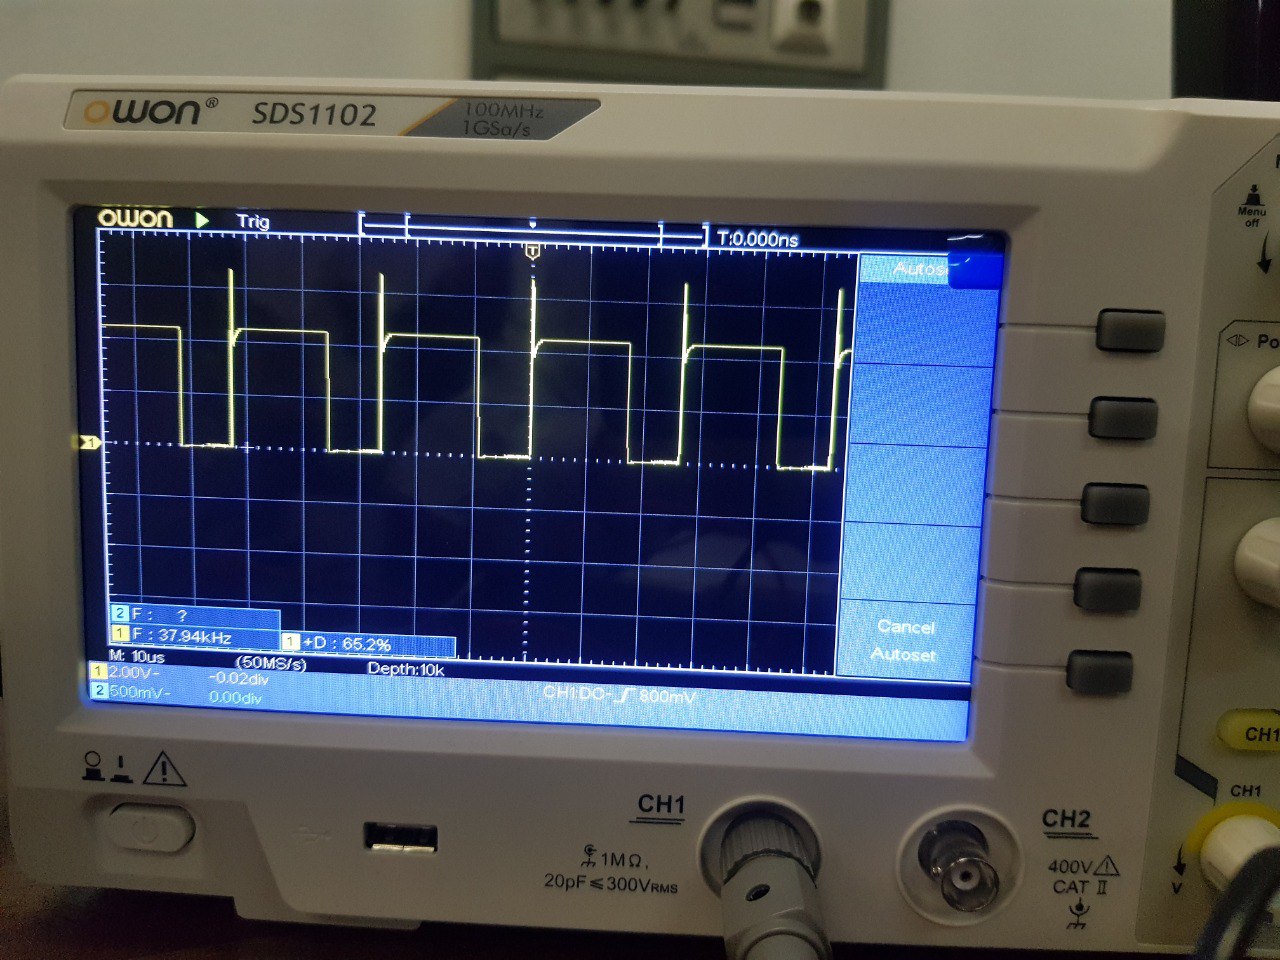 owon® SDS1102 100MHz
1GSa/s
owon Trig T:0.000ns
T
1
2 F : ?
1 F : 37.94kHz 1 +D : 65.2%
M: 10us (50MS/s) Depth:10k
1 2.00V- -0.02div
2 500mV- 0.00div
CH1:DC- 800mV
Cancel
Autoset
Menu
off
CH1
CH1
CH1
1MΩ,
20pF≤300VRMS
CH2
400V
CAT II
V